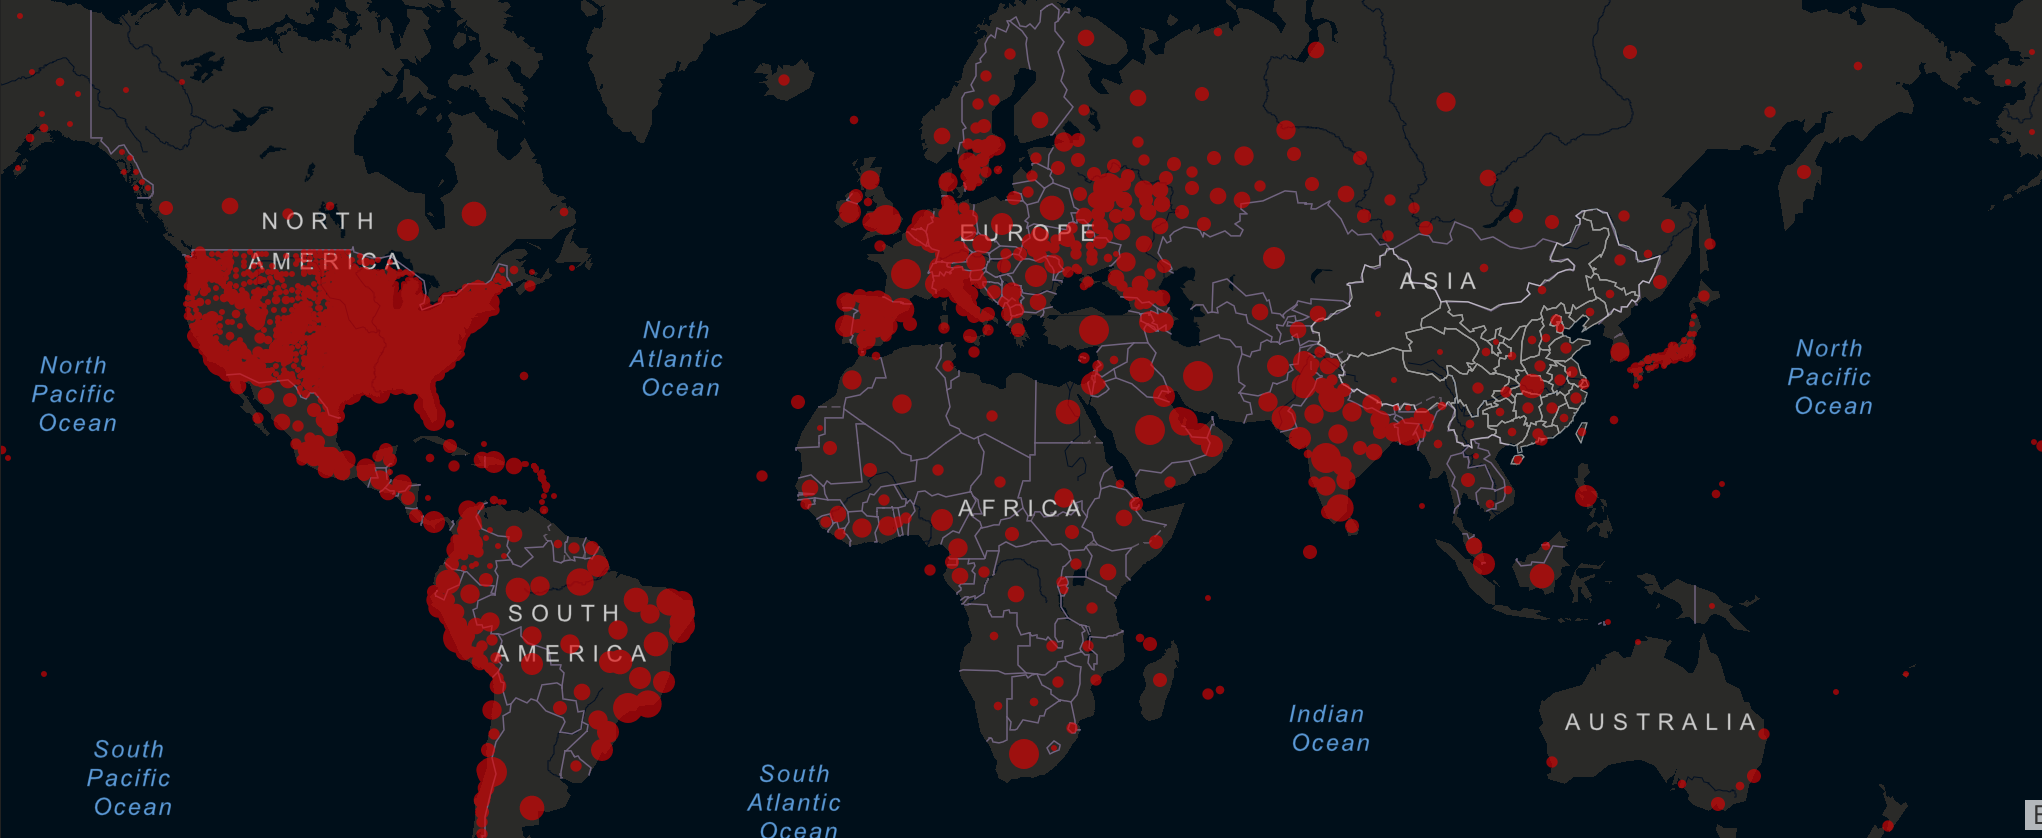 NORTH
AMERICA
EUROPE
ASIA
North
Atlantic
Ocean
North
Pacific
Ocean
North
Pacific
Ocean
AFRICA
SOUTH
AMERICA
Indian
Ocean
AUSTRALIA
South
Pacific
Ocean
South
Atlantic
Ocean